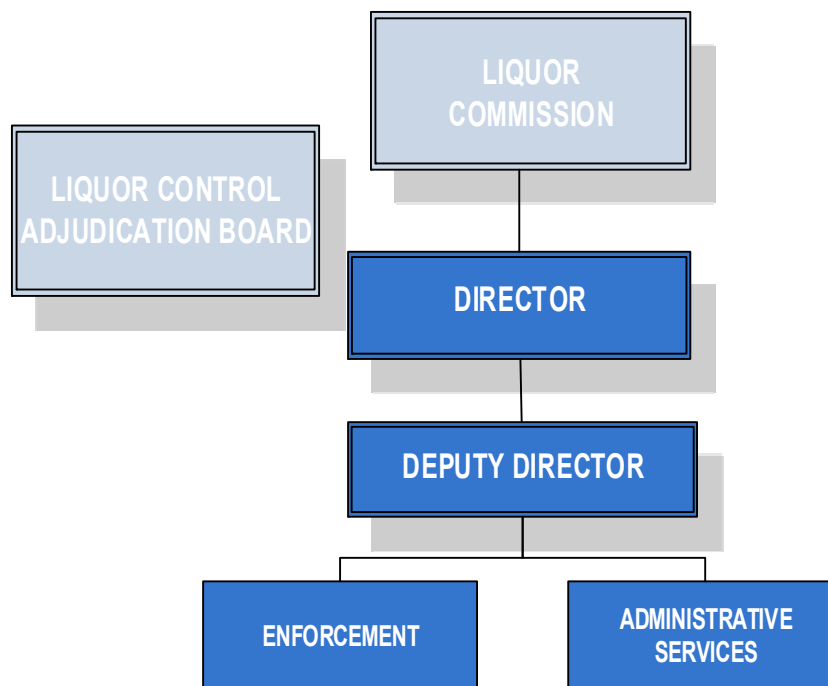 LIQUOR
COMMISSION
LIQUOR CONTROL
ADJUDICATION BOARD
DIRECTOR
DEPUTY DIRECTOR
ENFORCEMENT
ADMINISTRATIVE
SERVICES